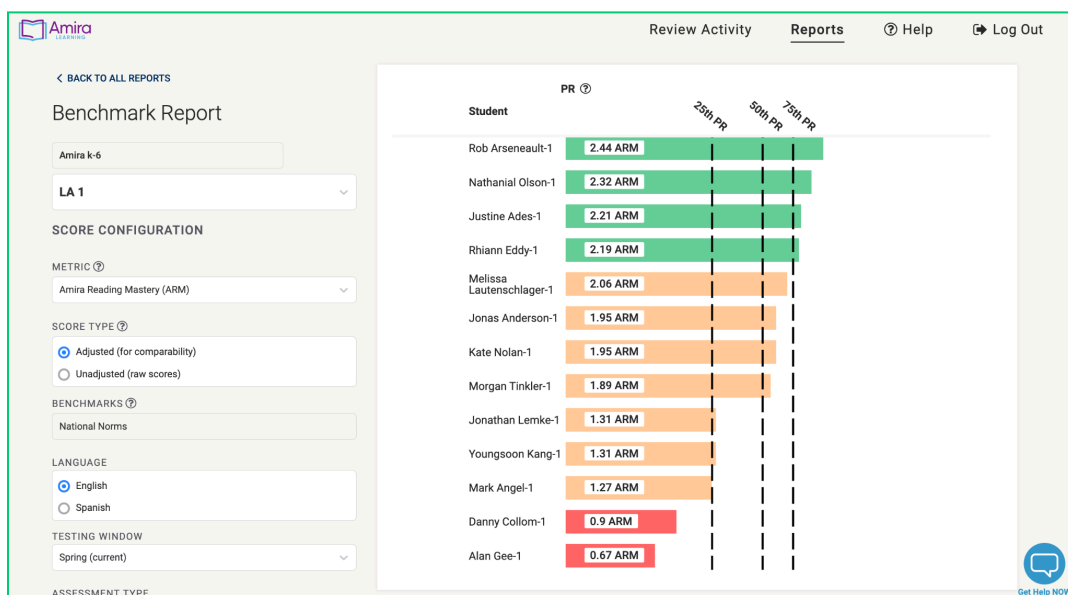 Amira
LEARNING
Review Activity
Reports
Help
Log Out
BACK TO ALL REPORTS
Benchmark Report
Amira k-6
LA 1
SCORE CONFIGURATION
METRIC
Amira Reading Mastery (ARM)
SCORE TYPE
Adjusted (for comparability)
Unadjusted (raw scores)
BENCHMARKS
National Norms
LANGUAGE
English
Spanish
TESTING WINDOW
Spring (current)
ASSESSMENT TYPE
PR
Student
25th PR
50th PR
75th PR
Rob Arseneault-1 2.44 ARM
Nathanial Olson-1 2.32 ARM
Justine Ades-1 2.21 ARM
Rhiann Eddy-1 2.19 ARM
Melissa
Lautenschlager-1 2.06 ARM
Jonas Anderson-1 1.95 ARM
Kate Nolan-1 1.95 ARM
Morgan Tinkler-1 1.89 ARM
Jonathan Lemke-1 1.31 ARM
Youngsoon Kang-1 1.31 ARM
Mark Angel-1 1.27 ARM
Danny Collom-1 0.9 ARM
Alan Gee-1 0.67 ARM
Get Help NOW